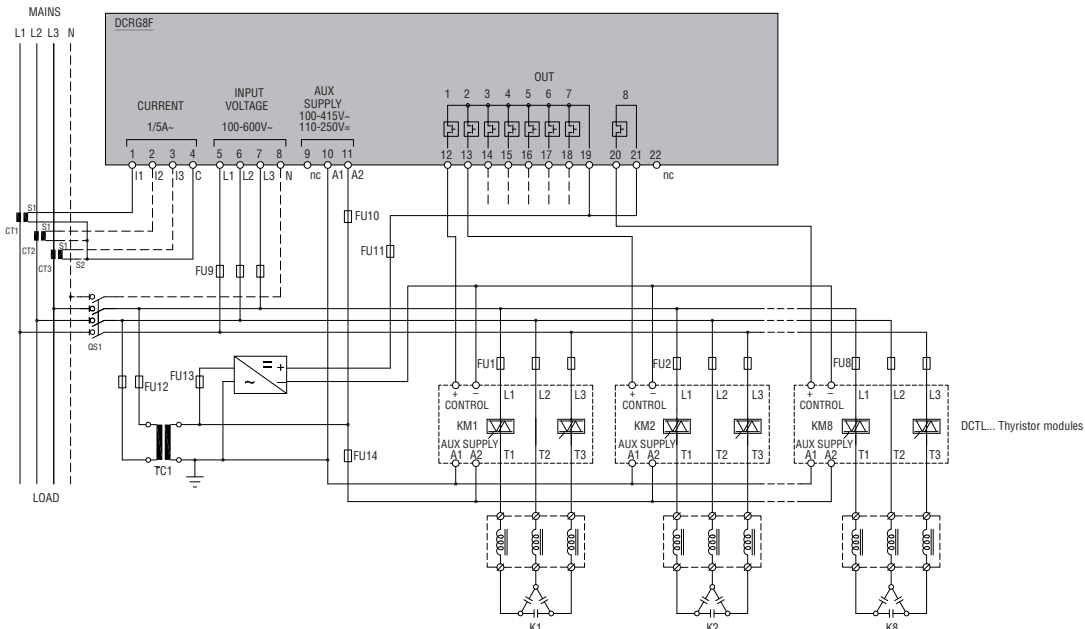 MAINS
L1 L2 L3 N
DCRG8F
CURRENT
1/5A~
INPUT
VOLTAGE
100-600V~
AUX
SUPPLY
100-415V~
110-250V=
OUT
1 2 3 4 5 6 7 8
1 2 3 4 5 6 7 8 9 10 11 12 13 14 15 16 17 18 19 20 21 22
I1 I2 I3 C L1 L2 L3 N nc A1 A2 nc
S1
CT1
S1
CT2
S1
CT3
S2
FU10
FU11
FU9
QS1
FU12
FU13
= +
~ –
TC1
FU14
LOAD
FU1
+ – L1 L2 L3
CONTROL
KM1
AUX SUPPLY
A1 A2 T1 T2 T3
K1
FU2
+ – L1 L2 L3
CONTROL
KM2
AUX SUPPLY
A1 A2 T1 T2 T3
K2
FU8
+ – L1 L2 L3
CONTROL
KM8
AUX SUPPLY
A1 A2 T1 T2 T3
K8
DCTL... Thyristor modules